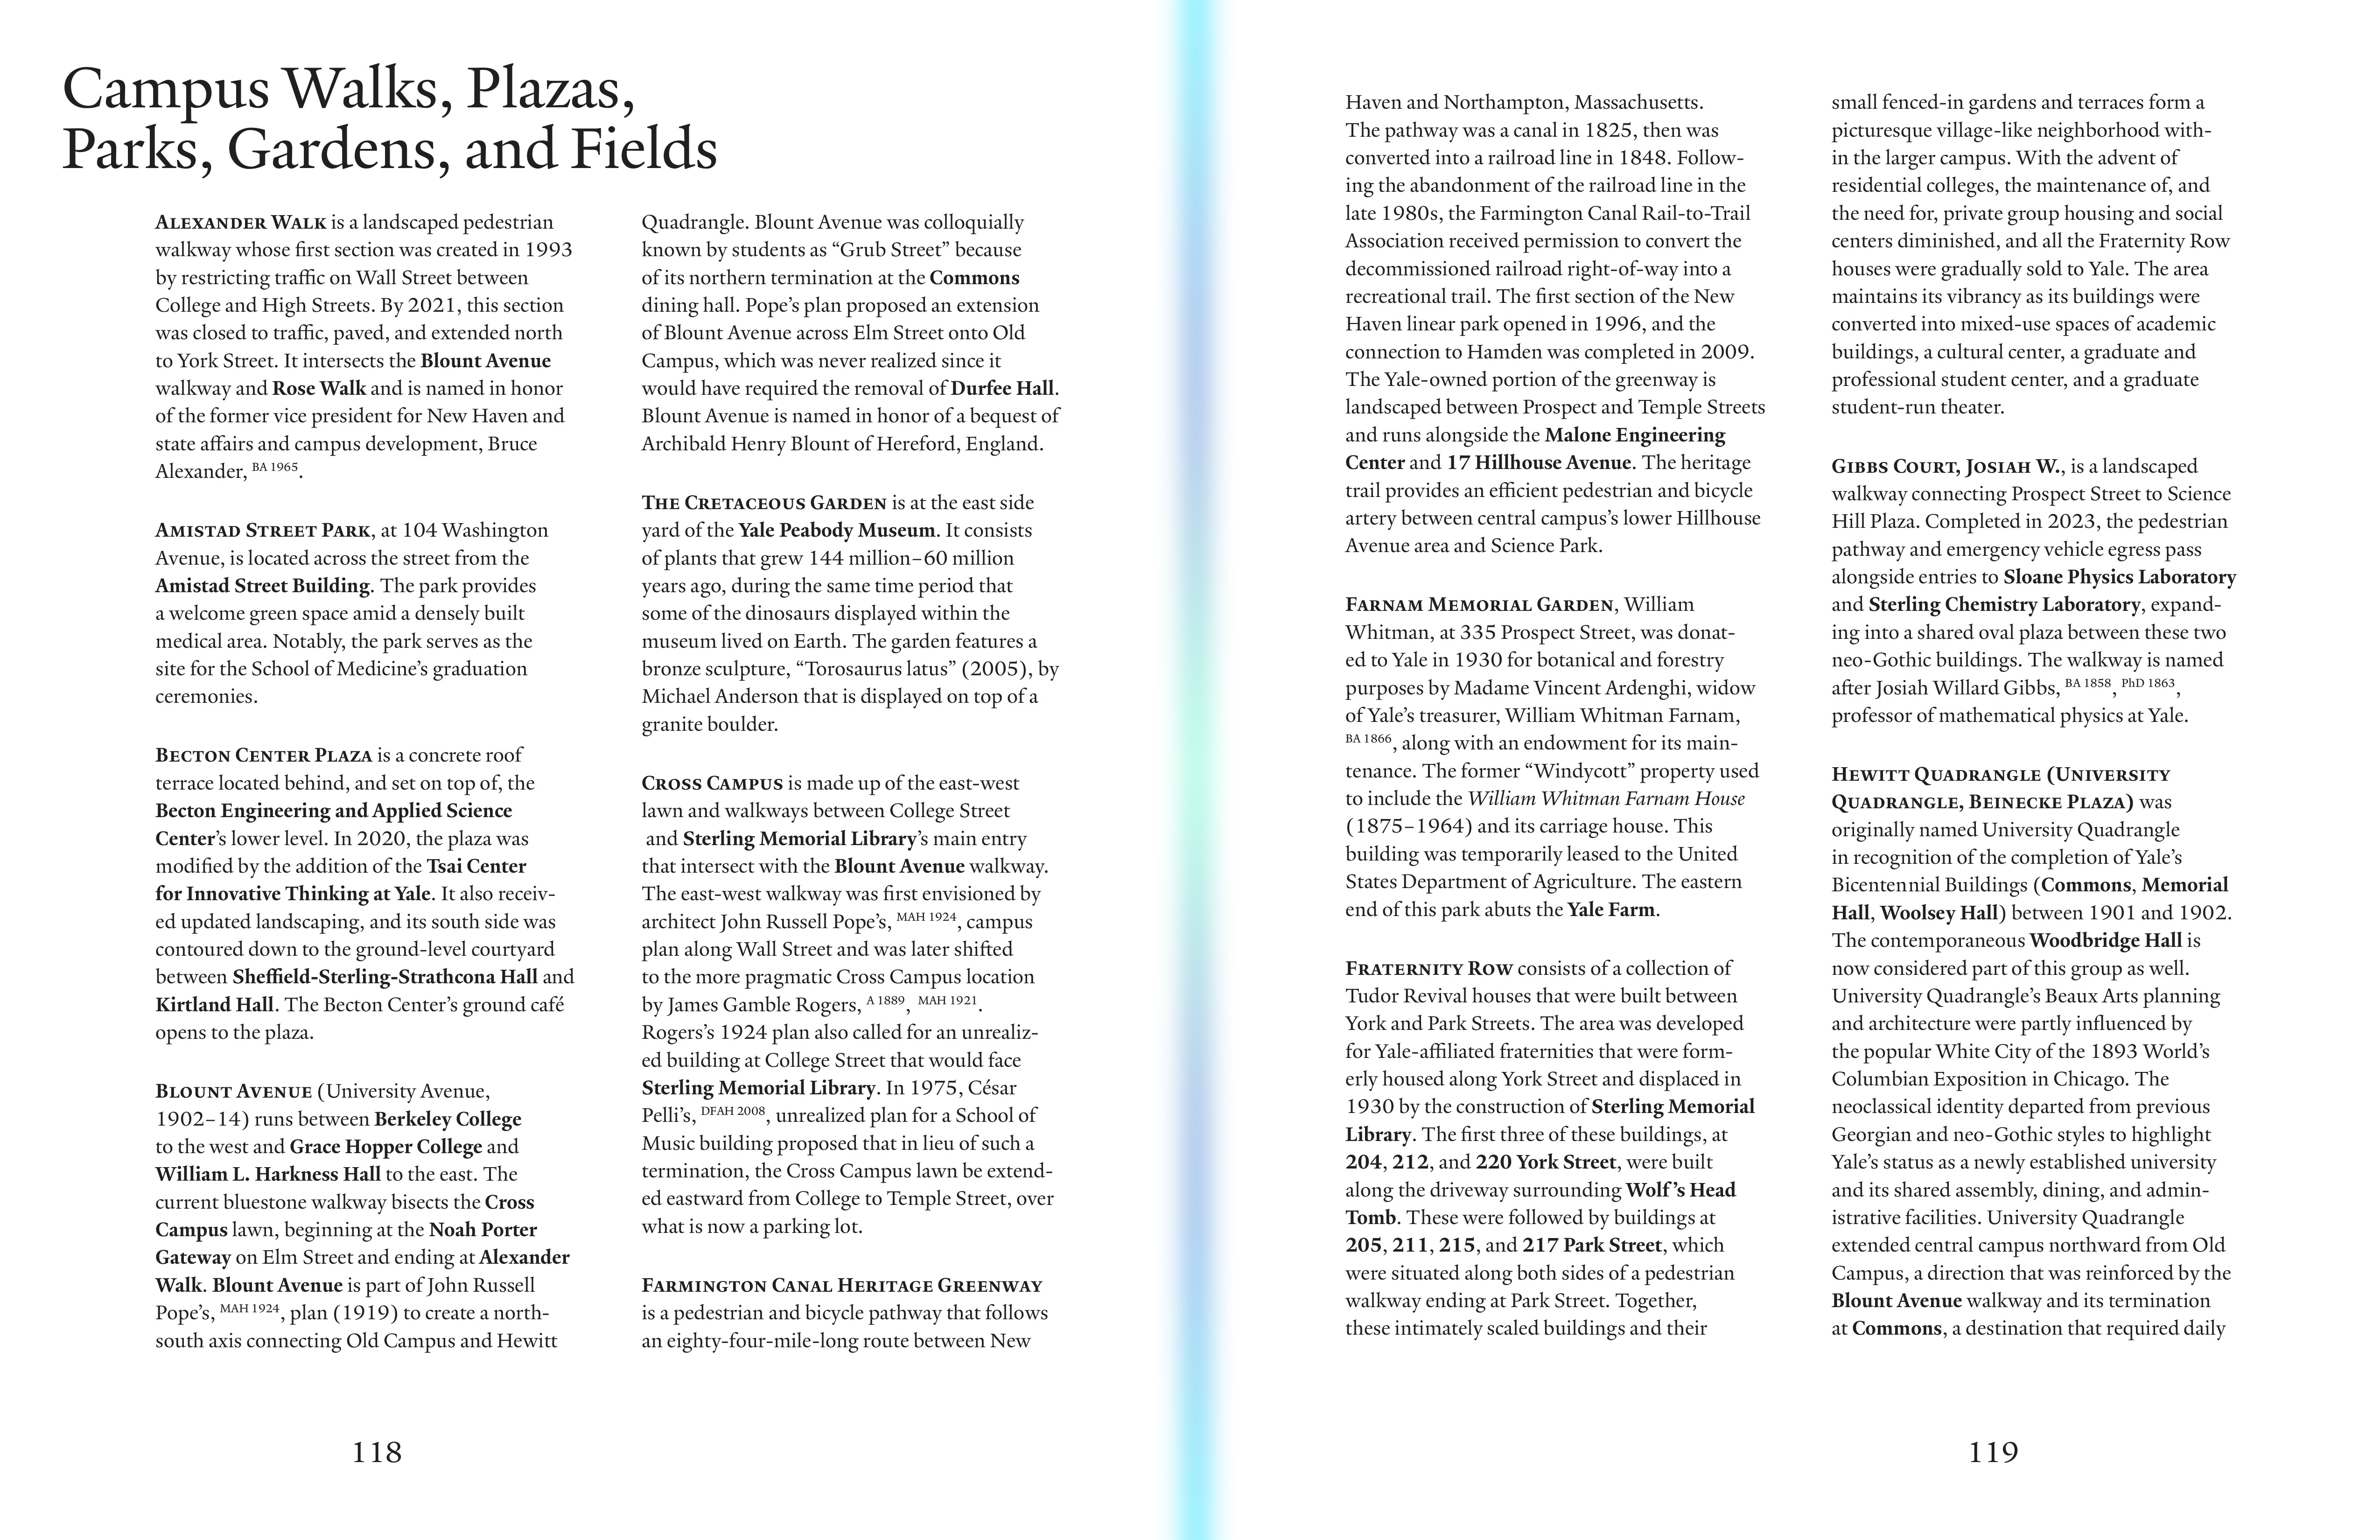 Campus Walks, Plazas,
Parks, Gardens, and Fields
ALEXANDER WALK is a landscaped pedestrian
walkway whose first section was created in 1993
by restricting traffic on Wall Street between
College and High Streets. By 2021, this section
was closed to traffic, paved, and extended north
to York Street. It intersects the Blount Avenue
walkway and Rose Walk and is named in honor
of the former vice president for New Haven and
state affairs and campus development, Bruce
Alexander, BA 1965.
AMISTAD STREET PARK, at 104 Washington
Avenue, is located across the street from the
Amistad Street Building. The park provides
a welcome green space amid a densely built
medical area. Notably, the park serves as the
site for the School of Medicine’s graduation
ceremonies.
BECTON CENTER PLAZA is a concrete roof
terrace located behind, and set on top of, the
Becton Engineering and Applied Science
Center’s lower level. In 2020, the plaza was
modified by the addition of the Tsai Center
for Innovative Thinking at Yale. It also receiv-
ed updated landscaping, and its south side was
contoured down to the ground-level courtyard
between Sheffield-Sterling-Strathcona Hall and
Kirtland Hall. The Becton Center’s ground café
opens to the plaza.
BLOUNT AVENUE (University Avenue,
1902–14) runs between Berkeley College
to the west and Grace Hopper College and
William L. Harkness Hall to the east. The
current bluestone walkway bisects the Cross
Campus lawn, beginning at the Noah Porter
Gateway on Elm Street and ending at Alexander
Walk. Blount Avenue is part of John Russell
Pope’s, MAH 1924, plan (1919) to create a north-
south axis connecting Old Campus and Hewitt
Quadrangle. Blount Avenue was colloquially
known by students as “Grub Street” because
of its northern termination at the Commons
dining hall. Pope’s plan proposed an extension
of Blount Avenue across Elm Street onto Old
Campus, which was never realized since it
would have required the removal of Durfee Hall.
Blount Avenue is named in honor of a bequest of
Archibald Henry Blount of Hereford, England.
THE CRETACEOUS GARDEN is at the east side
yard of the Yale Peabody Museum. It consists
of plants that grew 144 million–60 million
years ago, during the same time period that
some of the dinosaurs displayed within the
museum lived on Earth. The garden features a
bronze sculpture, “Torosaurus latus” (2005), by
Michael Anderson that is displayed on top of a
granite boulder.
CROSS CAMPUS is made up of the east-west
lawn and walkways between College Street
and Sterling Memorial Library’s main entry
that intersect with the Blount Avenue walkway.
The east-west walkway was first envisioned by
architect John Russell Pope’s, MAH 1924, campus
plan along Wall Street and was later shifted
to the more pragmatic Cross Campus location
by James Gamble Rogers, A 1889, MAH 1921.
Rogers’s 1924 plan also called for an unrealiz-
ed building at College Street that would face
Sterling Memorial Library. In 1975, César
Pelli’s, DFAH 2008, unrealized plan for a School of
Music building proposed that in lieu of such a
termination, the Cross Campus lawn be extend-
ed eastward from College to Temple Street, over
what is now a parking lot.
FARMINGTON CANAL HERITAGE GREENWAY
is a pedestrian and bicycle pathway that follows
an eighty-four-mile-long route between New
118
Haven and Northampton, Massachusetts.
The pathway was a canal in 1825, then was
converted into a railroad line in 1848. Follow-
ing the abandonment of the railroad line in the
late 1980s, the Farmington Canal Rail-to-Trail
Association received permission to convert the
decommissioned railroad right-of-way into a
recreational trail. The first section of the New
Haven linear park opened in 1996, and the
connection to Hamden was completed in 2009.
The Yale-owned portion of the greenway is
landscaped between Prospect and Temple Streets
and runs alongside the Malone Engineering
Center and 17 Hillhouse Avenue. The heritage
trail provides an efficient pedestrian and bicycle
artery between central campus’s lower Hillhouse
Avenue area and Science Park.
FARNAM MEMORIAL GARDEN, William
Whitman, at 335 Prospect Street, was donat-
ed to Yale in 1930 for botanical and forestry
purposes by Madame Vincent Ardenghi, widow
of Yale’s treasurer, William Whitman Farnam,
BA 1866, along with an endowment for its main-
tenance. The former “Windycott” property used
to include the William Whitman Farnam House
(1875–1964) and its carriage house. This
building was temporarily leased to the United
States Department of Agriculture. The eastern
end of this park abuts the Yale Farm.
FRATERNITY ROW consists of a collection of
Tudor Revival houses that were built between
York and Park Streets. The area was developed
for Yale-affiliated fraternities that were form-
erly housed along York Street and displaced in
1930 by the construction of Sterling Memorial
Library. The first three of these buildings, at
204, 212, and 220 York Street, were built
along the driveway surrounding Wolf’s Head
Tomb. These were followed by buildings at
205, 211, 215, and 217 Park Street, which
were situated along both sides of a pedestrian
walkway ending at Park Street. Together,
these intimately scaled buildings and their
small fenced-in gardens and terraces form a
picturesque village-like neighborhood with-
in the larger campus. With the advent of
residential colleges, the maintenance of, and
the need for, private group housing and social
centers diminished, and all the Fraternity Row
houses were gradually sold to Yale. The area
maintains its vibrancy as its buildings were
converted into mixed-use spaces of academic
buildings, a cultural center, a graduate and
professional student center, and a graduate
student-run theater.
GIBBS COURT, JOSIAH W., is a landscaped
walkway connecting Prospect Street to Science
Hill Plaza. Completed in 2023, the pedestrian
pathway and emergency vehicle egress pass
alongside entries to Sloane Physics Laboratory
and Sterling Chemistry Laboratory, expand-
ing into a shared oval plaza between these two
neo-Gothic buildings. The walkway is named
after Josiah Willard Gibbs, BA 1858, PhD 1863,
professor of mathematical physics at Yale.
HEWITT QUADRANGLE (UNIVERSITY
QUADRANGLE, BEINECKE PLAZA) was
originally named University Quadrangle
in recognition of the completion of Yale’s
Bicentennial Buildings (Commons, Memorial
Hall, Woolsey Hall) between 1901 and 1902.
The contemporaneous Woodbridge Hall is
now considered part of this group as well.
University Quadrangle’s Beaux Arts planning
and architecture were partly influenced by
the popular White City of the 1893 World’s
Columbian Exposition in Chicago. The
neoclassical identity departed from previous
Georgian and neo-Gothic styles to highlight
Yale’s status as a newly established university
and its shared assembly, dining, and admin-
istrative facilities. University Quadrangle
extended central campus northward from Old
Campus, a direction that was reinforced by the
Blount Avenue walkway and its termination
at Commons, a destination that required daily
119